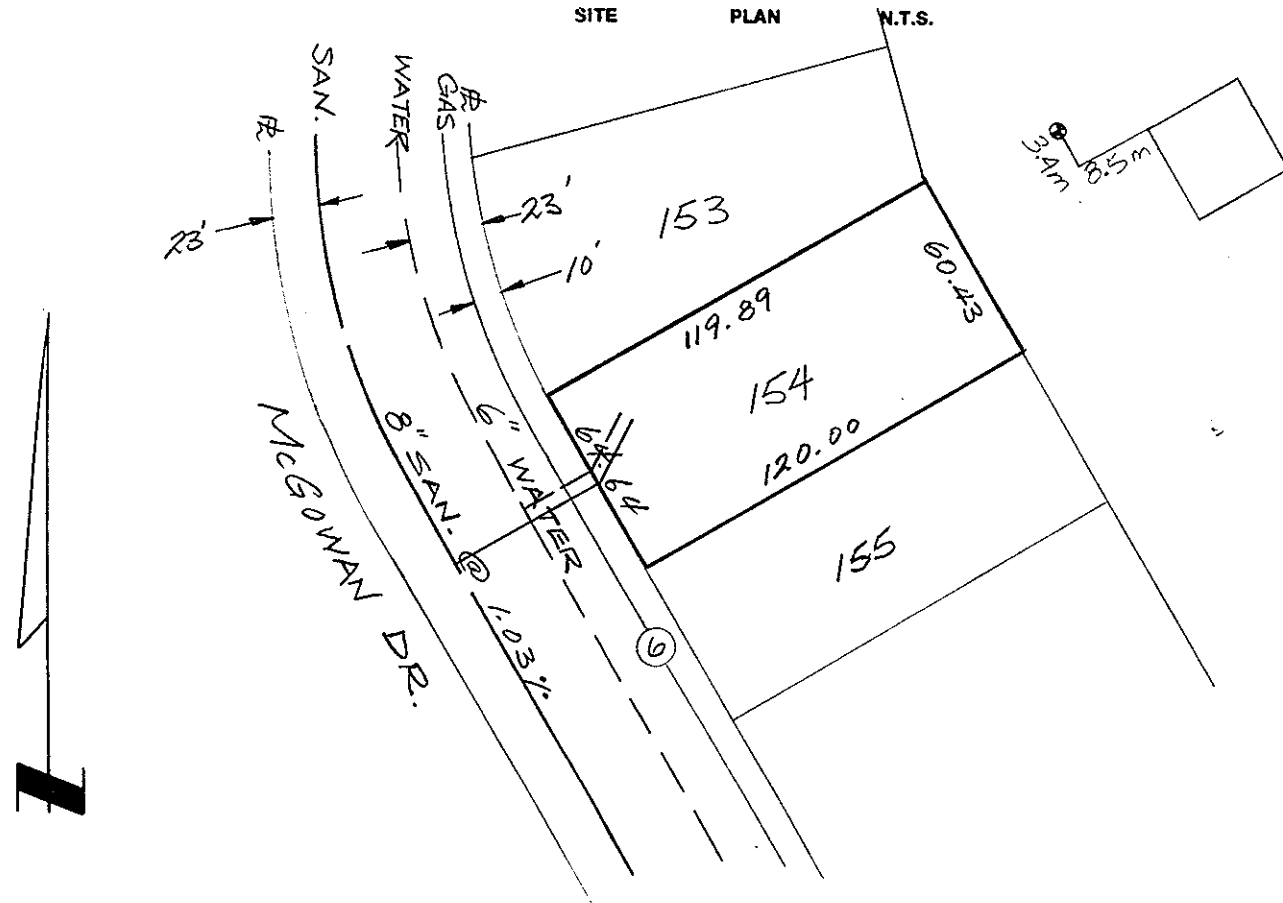 SITE PLAN N.T.S.
SAN.
WATER
GAS
23'
23'
10'
3.4m
8.5m
153
119.89
60.43
154
120.00
64.64
155
8" SAN. @ 1.03%
6" WATER
6
McGOWAN DR.
N